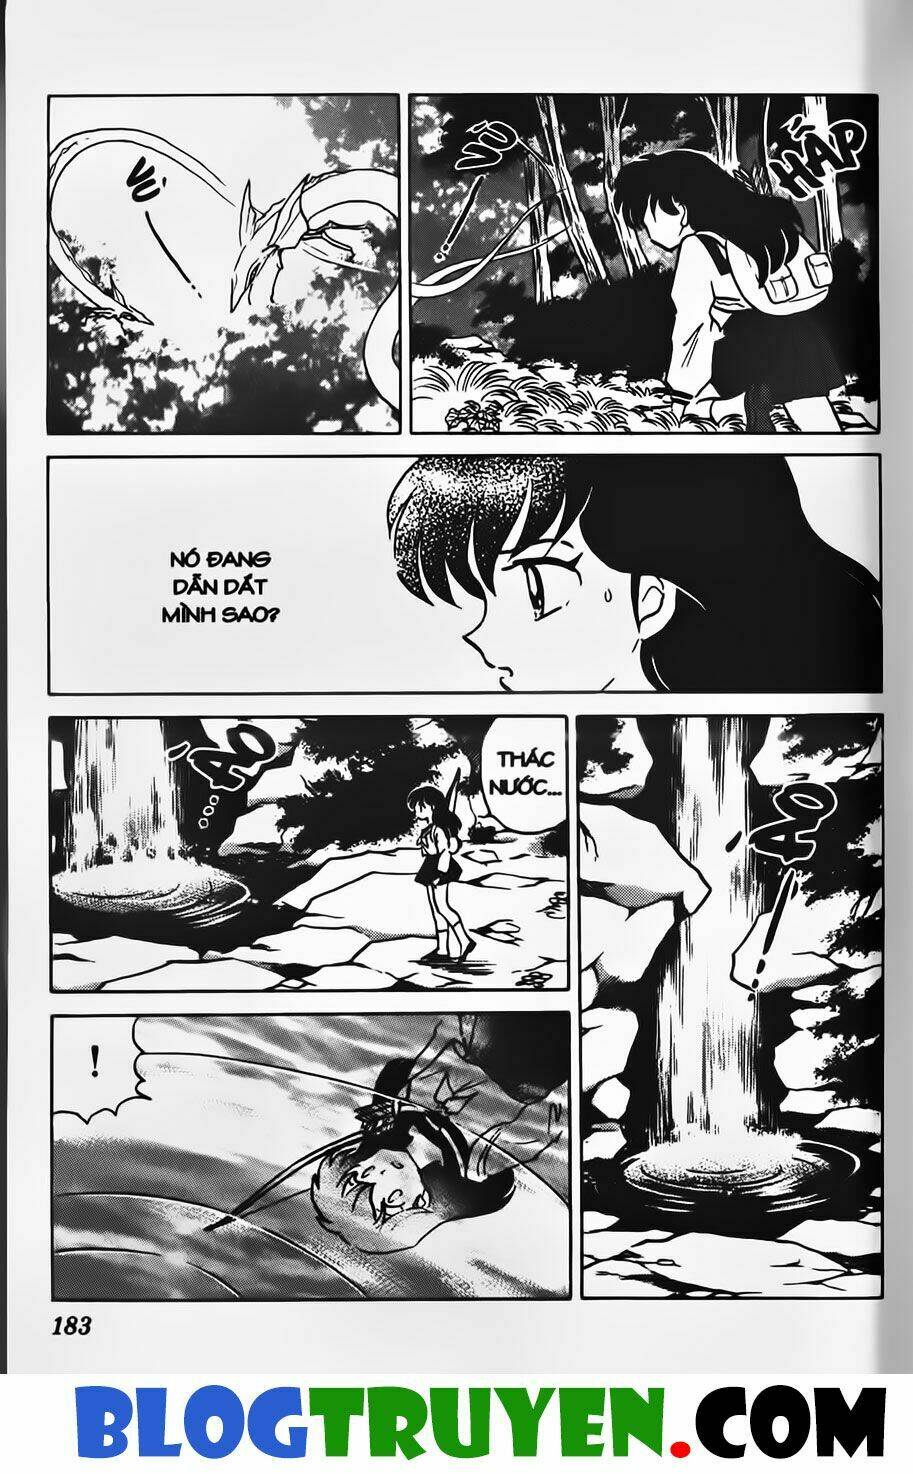 VÙ
HẤP
VÙ
NÓ ĐANG
DẪN DẮT
MÌNH SAO?
THÁC
NƯỚC...
ÀO
ÀO
!
183
BLOGTRUYEN.COM